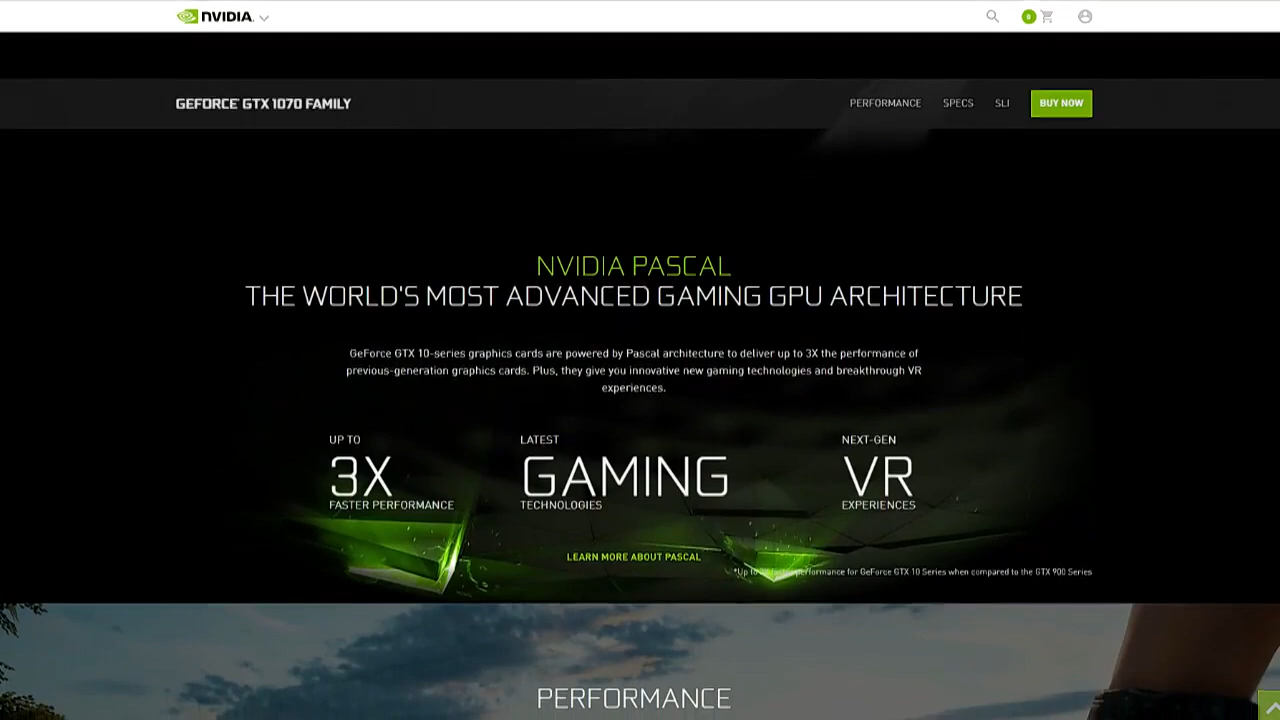 NVIDIA.
0
GEFORCE GTX 1070 FAMILY
PERFORMANCE
SPECS
SLI
BUY NOW
NVIDIA PASCAL
THE WORLD'S MOST ADVANCED GAMING GPU ARCHITECTURE
GeForce GTX 10-series graphics cards are powered by Pascal architecture to deliver up to 3X the performance of
previous-generation graphics cards. Plus, they give you innovative new gaming technologies and breakthrough VR
experiences.
UP TO
3X
FASTER PERFORMANCE
LATEST
GAMING
TECHNOLOGIES
NEXT-GEN
VR
EXPERIENCES
LEARN MORE ABOUT PASCAL
*Up to performance for GeForce GTX 10 Series when compared to the GTX 900 Series
PERFORMANCE